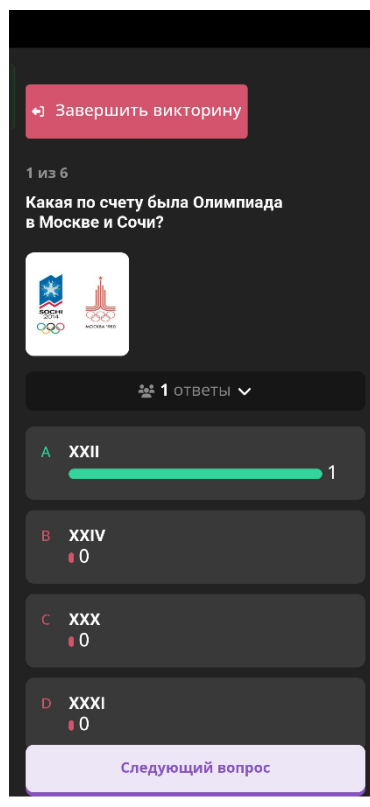 Завершить викторину
1 из 6
Какая по счету была Олимпиада
в Москве и Сочи?
SOCHI
2014
МОСКВА 1980
1 ответы
A XXII
1
B XXIV
0
C XXX
0
D XXXI
0
Следующий вопрос